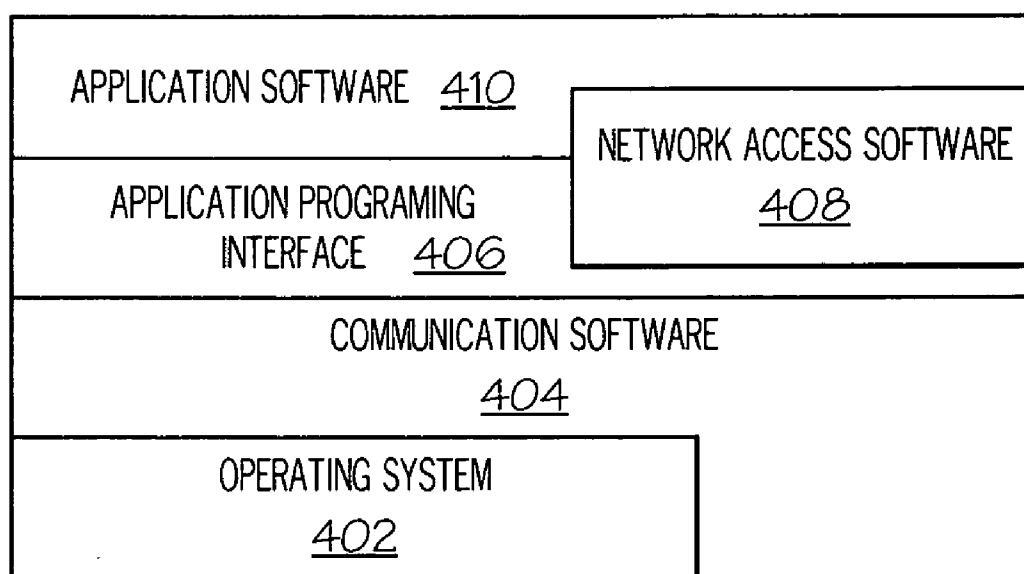 APPLICATION SOFTWARE 410
NETWORK ACCESS SOFTWARE
408
APPLICATION PROGRAMING
INTERFACE 406
COMMUNICATION SOFTWARE
404
OPERATING SYSTEM
402